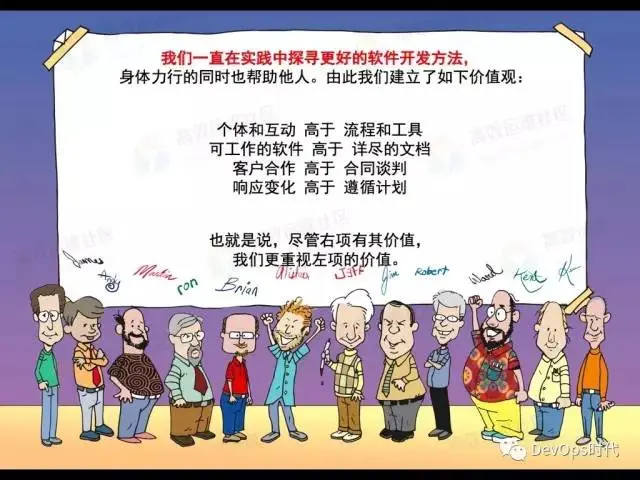 我们一直在实践中探寻更好的软件开发方法，
身体力行的同时也帮助他人。由此我们建立了如下价值观：
个体和互动 高于 流程和工具
可工作的软件 高于 详尽的文档
客户合作 高于 合同谈判
响应变化 高于 遵循计划
也就是说，尽管右项有其价值，
我们更重视左项的价值。
James Andy Martin ron Brian Alistair Jeff Jim Robert Ward Kent K
DevOps时代